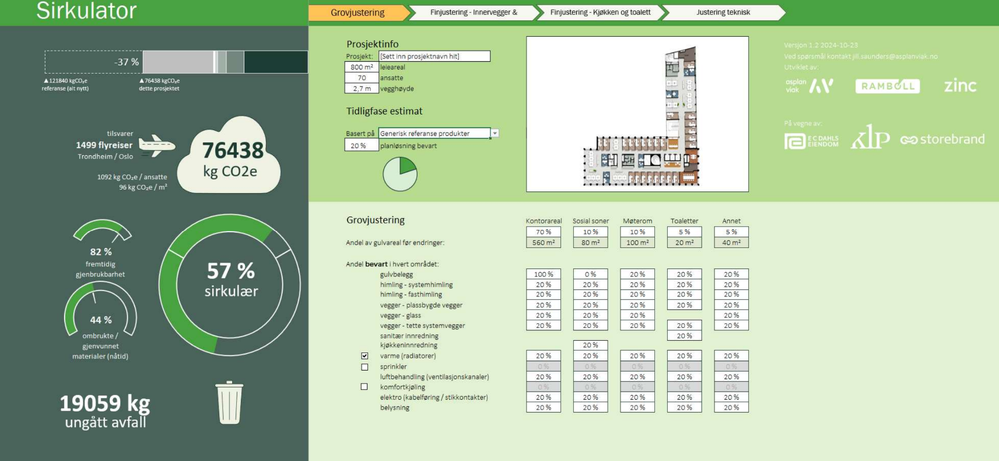 Sirkulator
Grovjustering
Finjustering - Innervegger &
Finjustering - Kjøkken og toalett
Justering teknisk
-37 %
▲121840 kgCO₂e
referanse (alt nytt)
▲76438 kgCO₂e
dette prosjektet
tilsvarer
1499 flyreiser
Trondheim / Oslo
1092 kg CO₂e / ansatte
96 kg CO₂e / m²
76438
kg CO2e
82 %
fremtidig
gjenbrukbarhet
44 %
ombrukte /
gjenvunnet
materialer (nåtid)
57 %
sirkulær
19059 kg
ungått avfall
Prosjektinfo
Prosjekt: [Sett inn prosjektnavn hit]
800 m² leieareal
70 ansatte
2,7 m vegghøyde
Tidligfase estimat
Basert på Generisk referanse produkter
20 % planløsning bevart
Versjon 1.2 2024-10-23
Ved spørsmål kontakt jill.saunders@asplanviak.no
Utviklet av:
asplan
viak
RAMBOLL
zinc
På vegne av:
E C DAHLS
EIENDOM
klp
storebrand
Grovjustering
Kontorareal Sosial soner Møterom Toaletter Annet
70 % 10 % 10 % 5 % 5 %
Andel av gulvareal før endringer: 560 m² 80 m² 100 m² 20 m² 40 m²
Andel bevart i hvert området:
gulvbelegg 100 % 0 % 20 % 20 % 20 %
himling - systemhimling 20 % 20 % 20 % 20 % 20 %
himling - fasthimling 20 % 20 % 20 % 20 % 20 %
vegger - plassbygde vegger 20 % 20 % 20 % 20 % 20 %
vegger - glass 20 % 20 % 20 % 20 %
vegger - tette systemvegger 20 % 20 % 20 % 20 % 20 %
sanitær innredning 20 %
kjøkkeninnredning 20 %
varme (radiatorer) 20 % 20 % 20 % 20 % 20 %
sprinkler 0 % 0 % 0 % 0 % 0 %
luftbehandling (ventilasjonskanaler) 20 % 20 % 20 % 20 % 20 %
komfortkjøling 0 % 0 % 0 % 0 % 0 %
elektro (kabelføring / stikkontakter) 20 % 20 % 20 % 20 % 20 %
belysning 20 % 20 % 20 % 20 % 20 %